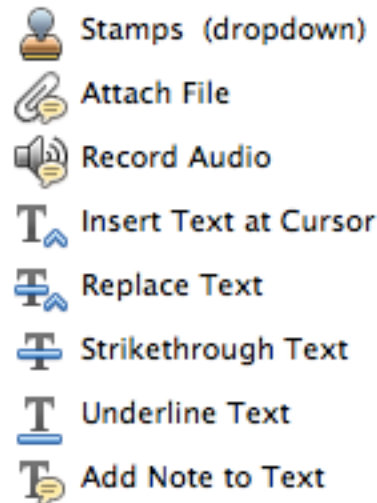 Stamps (dropdown)
Attach File
Record Audio
Insert Text at Cursor
Replace Text
Strikethrough Text
Underline Text
Add Note to Text